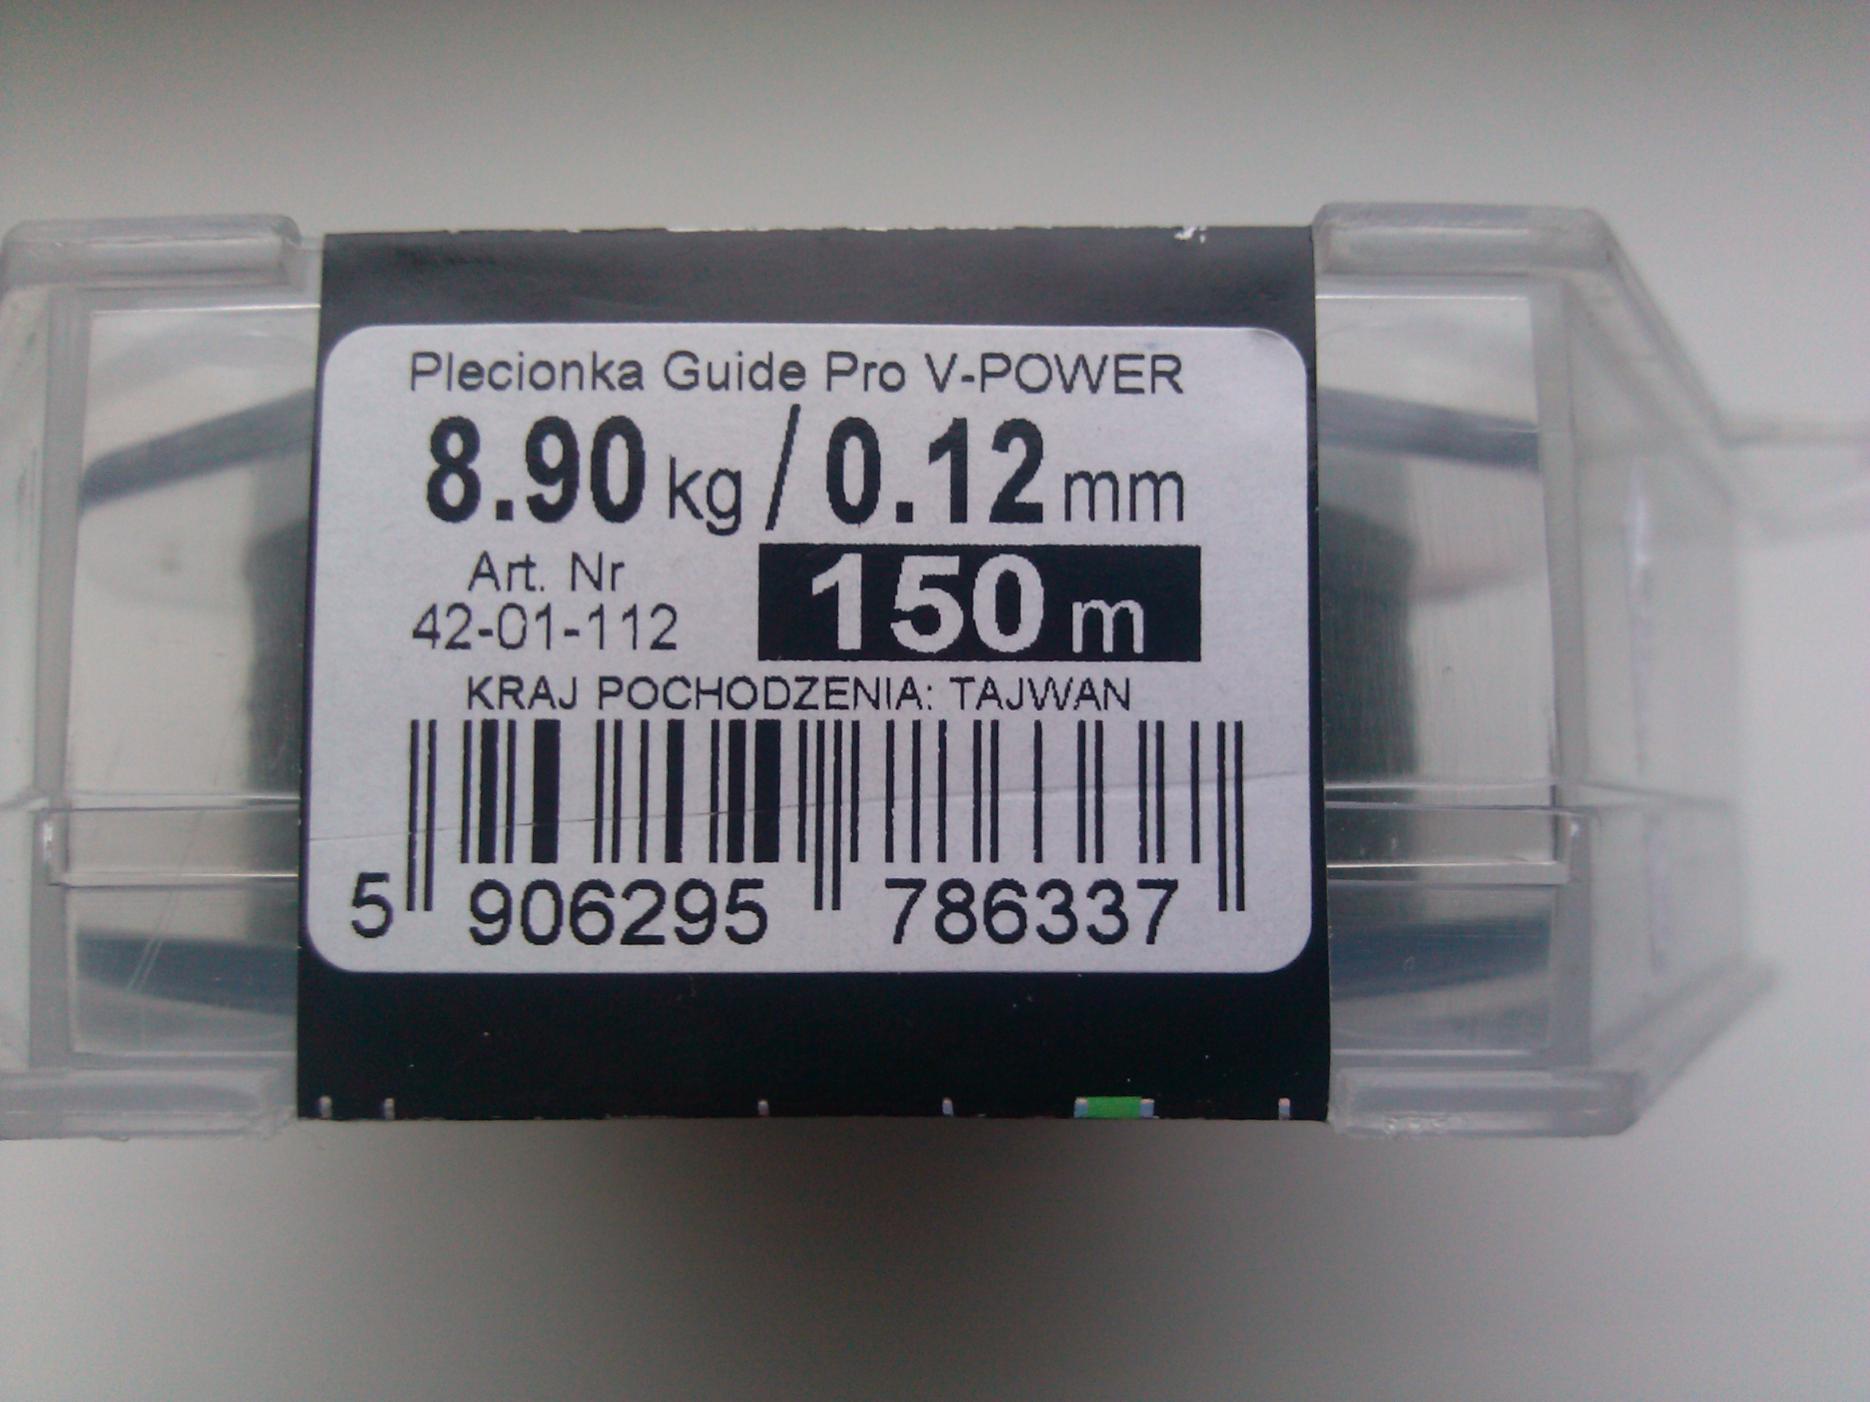 Plecionka Guide Pro V-POWER
8.90 kg / 0.12 mm
Art. Nr
42-01-112
150 m
KRAJ POCHODZENIA: TAJWAN
5 906295 786337